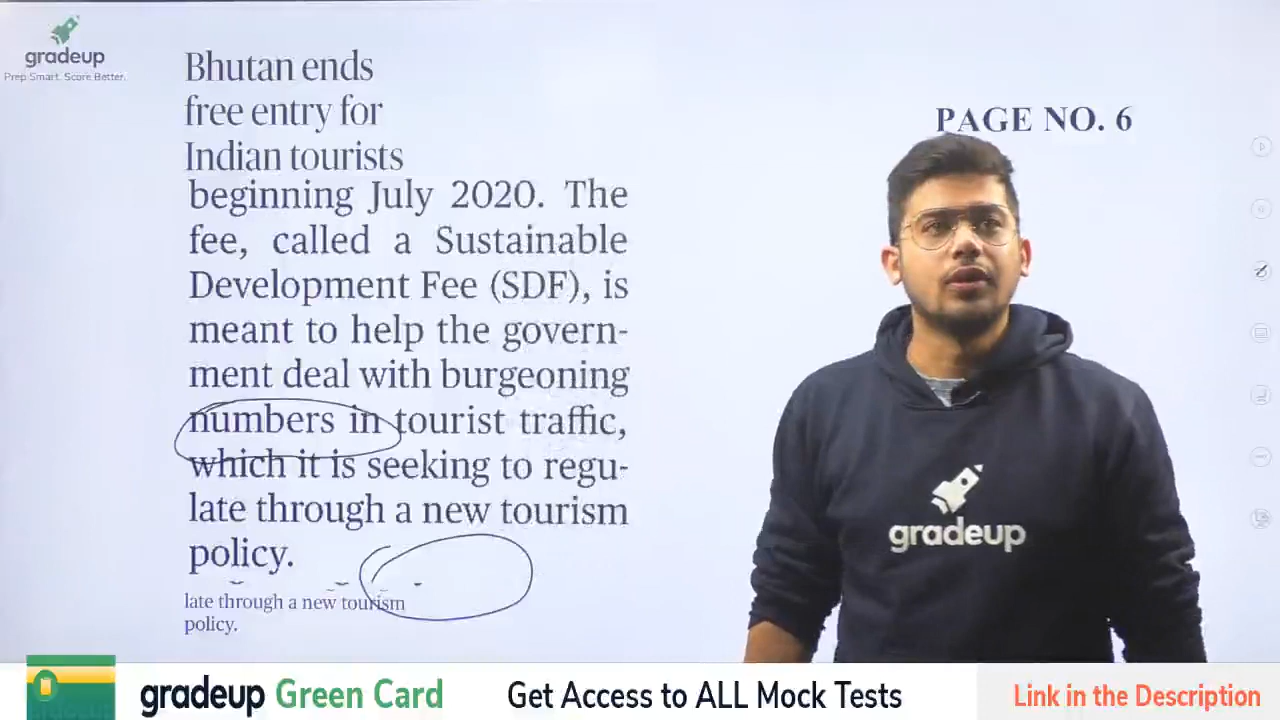 gradeup
Prep Smart. Score Better.
Bhutan ends
free entry for
Indian tourists
PAGE NO. 6
beginning July 2020. The
fee, called a Sustainable
Development Fee (SDF), is
meant to help the govern-
ment deal with burgeoning
numbers in tourist traffic,
which it is seeking to regu-
late through a new tourism
policy.
late through a new tourism
policy.
gradeup
gradeup Green Card
Get Access to ALL Mock Tests
Link in the Description